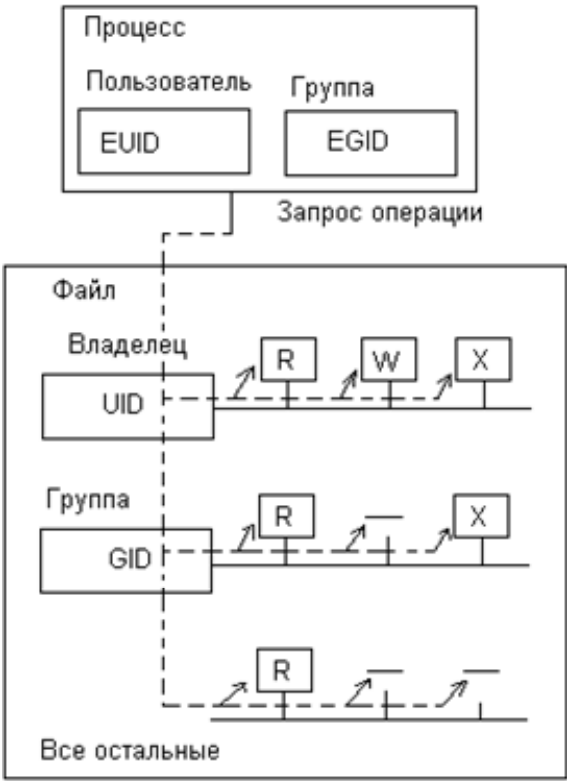 Процесс
Пользователь Группа
EUID EGID
Запрос операции
Файл
Владелец
R W X
UID
Группа
R — X
GID
R — —
Все остальные